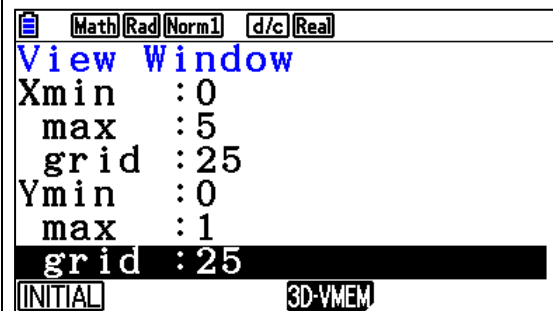 Math Rad Norm1 d/c Real
View Window
Xmin :0
max :5
grid :25
Ymin :0
max :1
grid :25
INITIAL 3D-VMEM